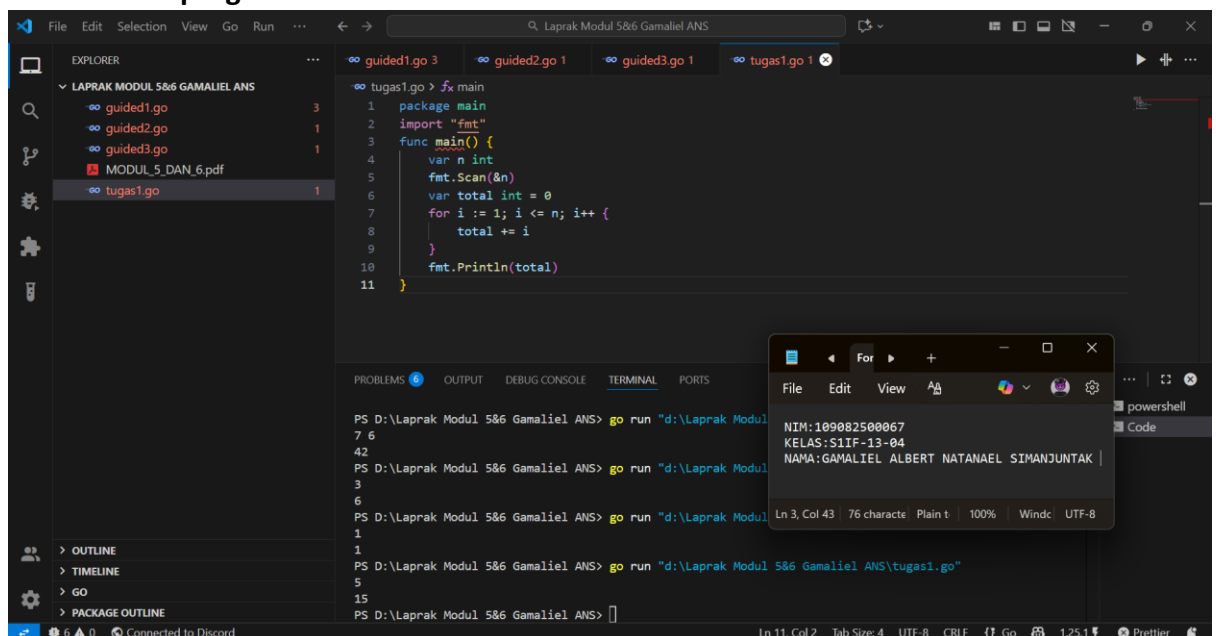 File Edit Selection View Go Run ...
Laprak Modul 5&6 Gamaliel ANS
EXPLORER
LAPRAK MODUL 5&6 GAMALIEL ANS
guided1.go 3
guided2.go 1
guided3.go 1
MODUL_5_DAN_6.pdf
tugas1.go 1
OUTLINE
TIMELINE
GO
PACKAGE OUTLINE
guided1.go 3 guided2.go 1 guided3.go 1 tugas1.go 1
tugas1.go > main
1 package main
2 import "fmt"
3 func main() {
4 var n int
5 fmt.Scan(&n)
6 var total int = 0
7 for i := 1; i <= n; i++ {
8 total += i
9 }
10 fmt.Println(total)
11 }
PROBLEMS 6 OUTPUT DEBUG CONSOLE TERMINAL PORTS
PS D:\Laprak Modul 5&6 Gamaliel ANS> go run "d:\Laprak Modul
7 6
42
PS D:\Laprak Modul 5&6 Gamaliel ANS> go run "d:\Laprak Modul
3
6
PS D:\Laprak Modul 5&6 Gamaliel ANS> go run "d:\Laprak Modul
1
1
PS D:\Laprak Modul 5&6 Gamaliel ANS> go run "d:\Laprak Modul 5&6 Gamaliel ANS\tugas1.go"
5
15
PS D:\Laprak Modul 5&6 Gamaliel ANS>
powershell
Code
For
File Edit View
NIM:109082500067
KELAS:S1IF-13-04
NAMA:GAMALIEL ALBERT NATANAEL SIMANJUNTAK
Ln 3, Col 43 76 characte Plain t 100% Windc UTF-8
6 0 Connected to Discord Ln 11, Col 2 Tab Size: 4 UTF-8 CRLF Go 1.25.1 Prettier